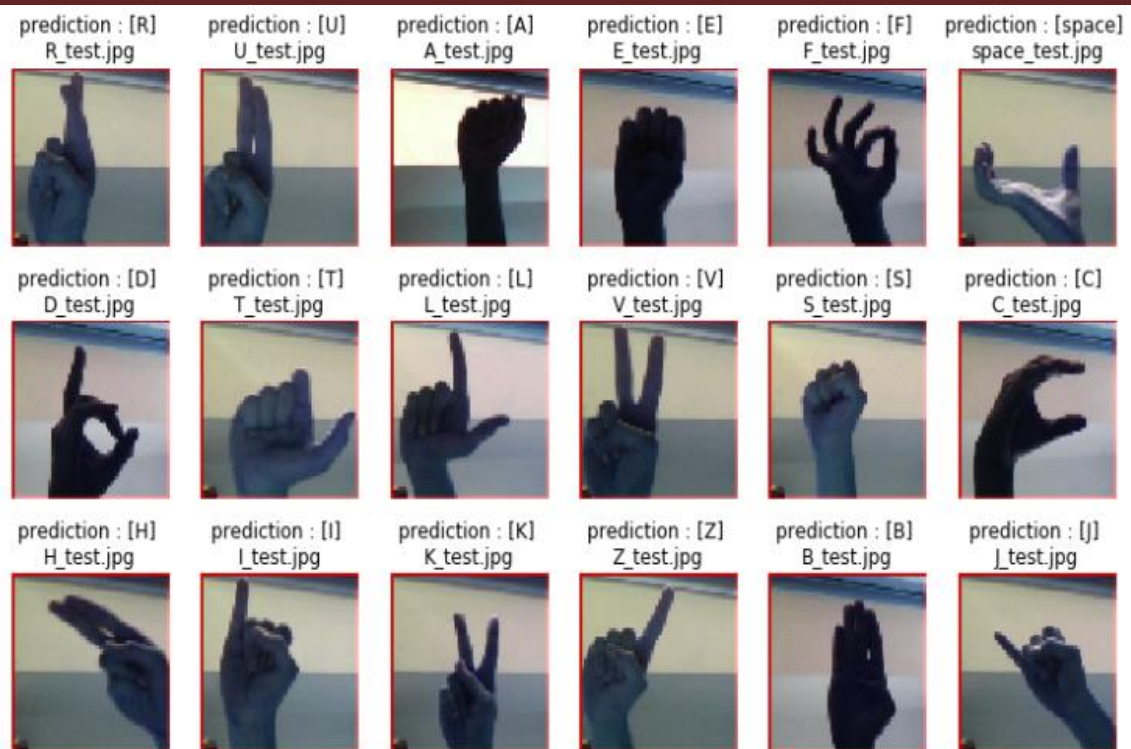 prediction : [R]
R_test.jpg
prediction : [U]
U_test.jpg
prediction : [A]
A_test.jpg
prediction : [E]
E_test.jpg
prediction : [F]
F_test.jpg
prediction : [space]
space_test.jpg
prediction : [D]
D_test.jpg
prediction : [T]
T_test.jpg
prediction : [L]
L_test.jpg
prediction : [V]
V_test.jpg
prediction : [S]
S_test.jpg
prediction : [C]
C_test.jpg
prediction : [H]
H_test.jpg
prediction : [I]
I_test.jpg
prediction : [K]
K_test.jpg
prediction : [Z]
Z_test.jpg
prediction : [B]
B_test.jpg
prediction : [J]
J_test.jpg